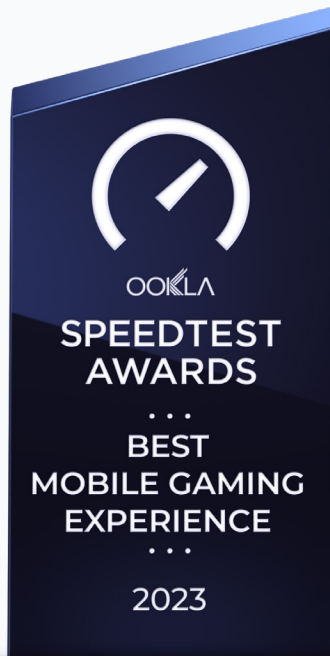 OOKLA
SPEEDTEST
AWARDS
• • •
BEST
MOBILE GAMING
EXPERIENCE
• • •
2023